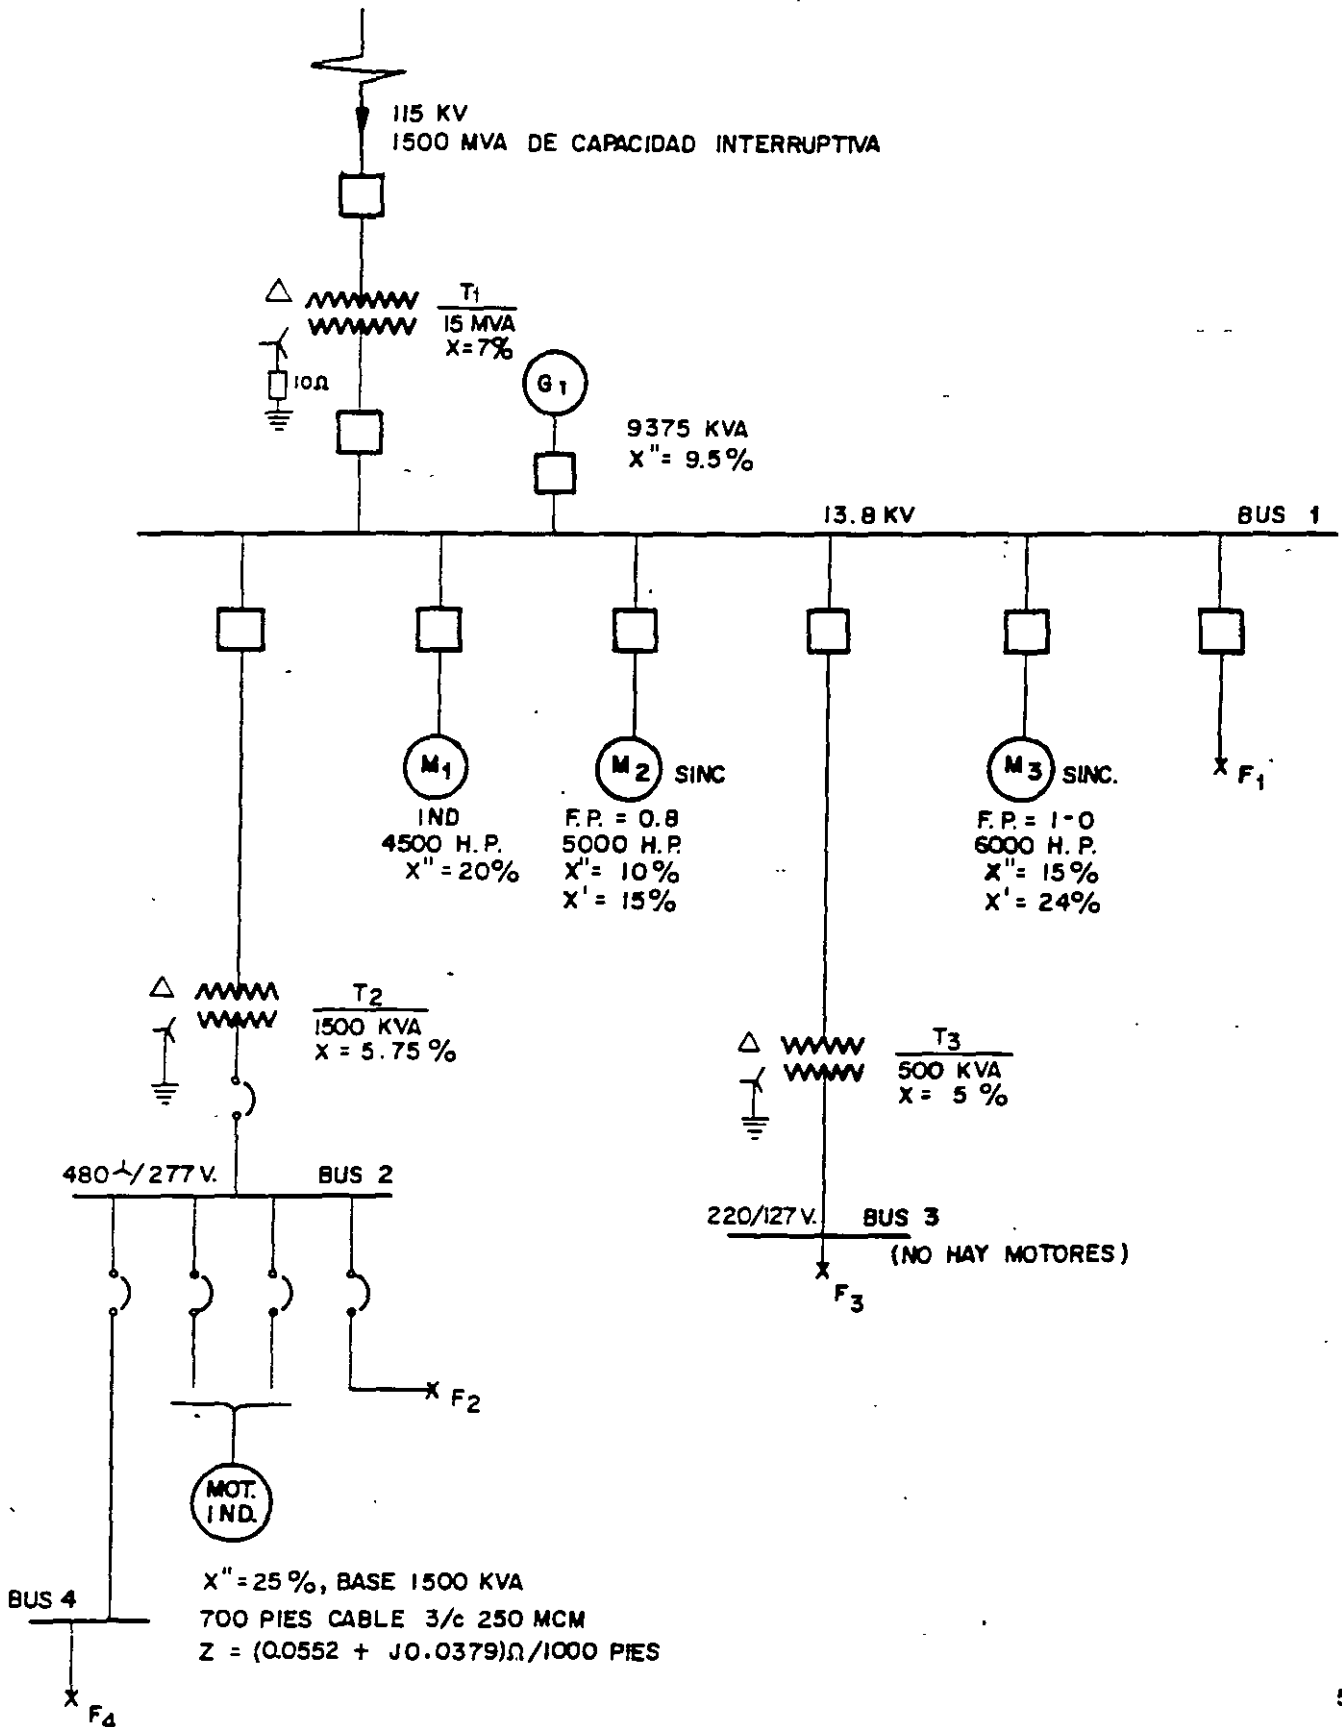 115 KV
1500 MVA DE CAPACIDAD INTERRUPTIVA
T1
15 MVA
X=7%
10Ω
G1
9375 KVA
X" = 9.5%
13.8 KV
BUS 1
M1
IND
4500 H.P.
X" = 20%
M2 SINC
F.P. = 0.8
5000 H.P.
X" = 10%
X' = 15%
M3 SINC.
F.P. = 1-0
6000 H.P.
X" = 15%
X' = 24%
F1
T2
1500 KVA
X = 5.75 %
T3
500 KVA
X = 5 %
480⅄/277V.
BUS 2
220/127V.
BUS 3
(NO HAY MOTORES)
F3
F2
MOT.
IND.
X" = 25%, BASE 1500 KVA
BUS 4
700 PIES CABLE 3/c 250 MCM
Z = (0.0552 + J0.0379)Ω/1000 PIES
F4
5